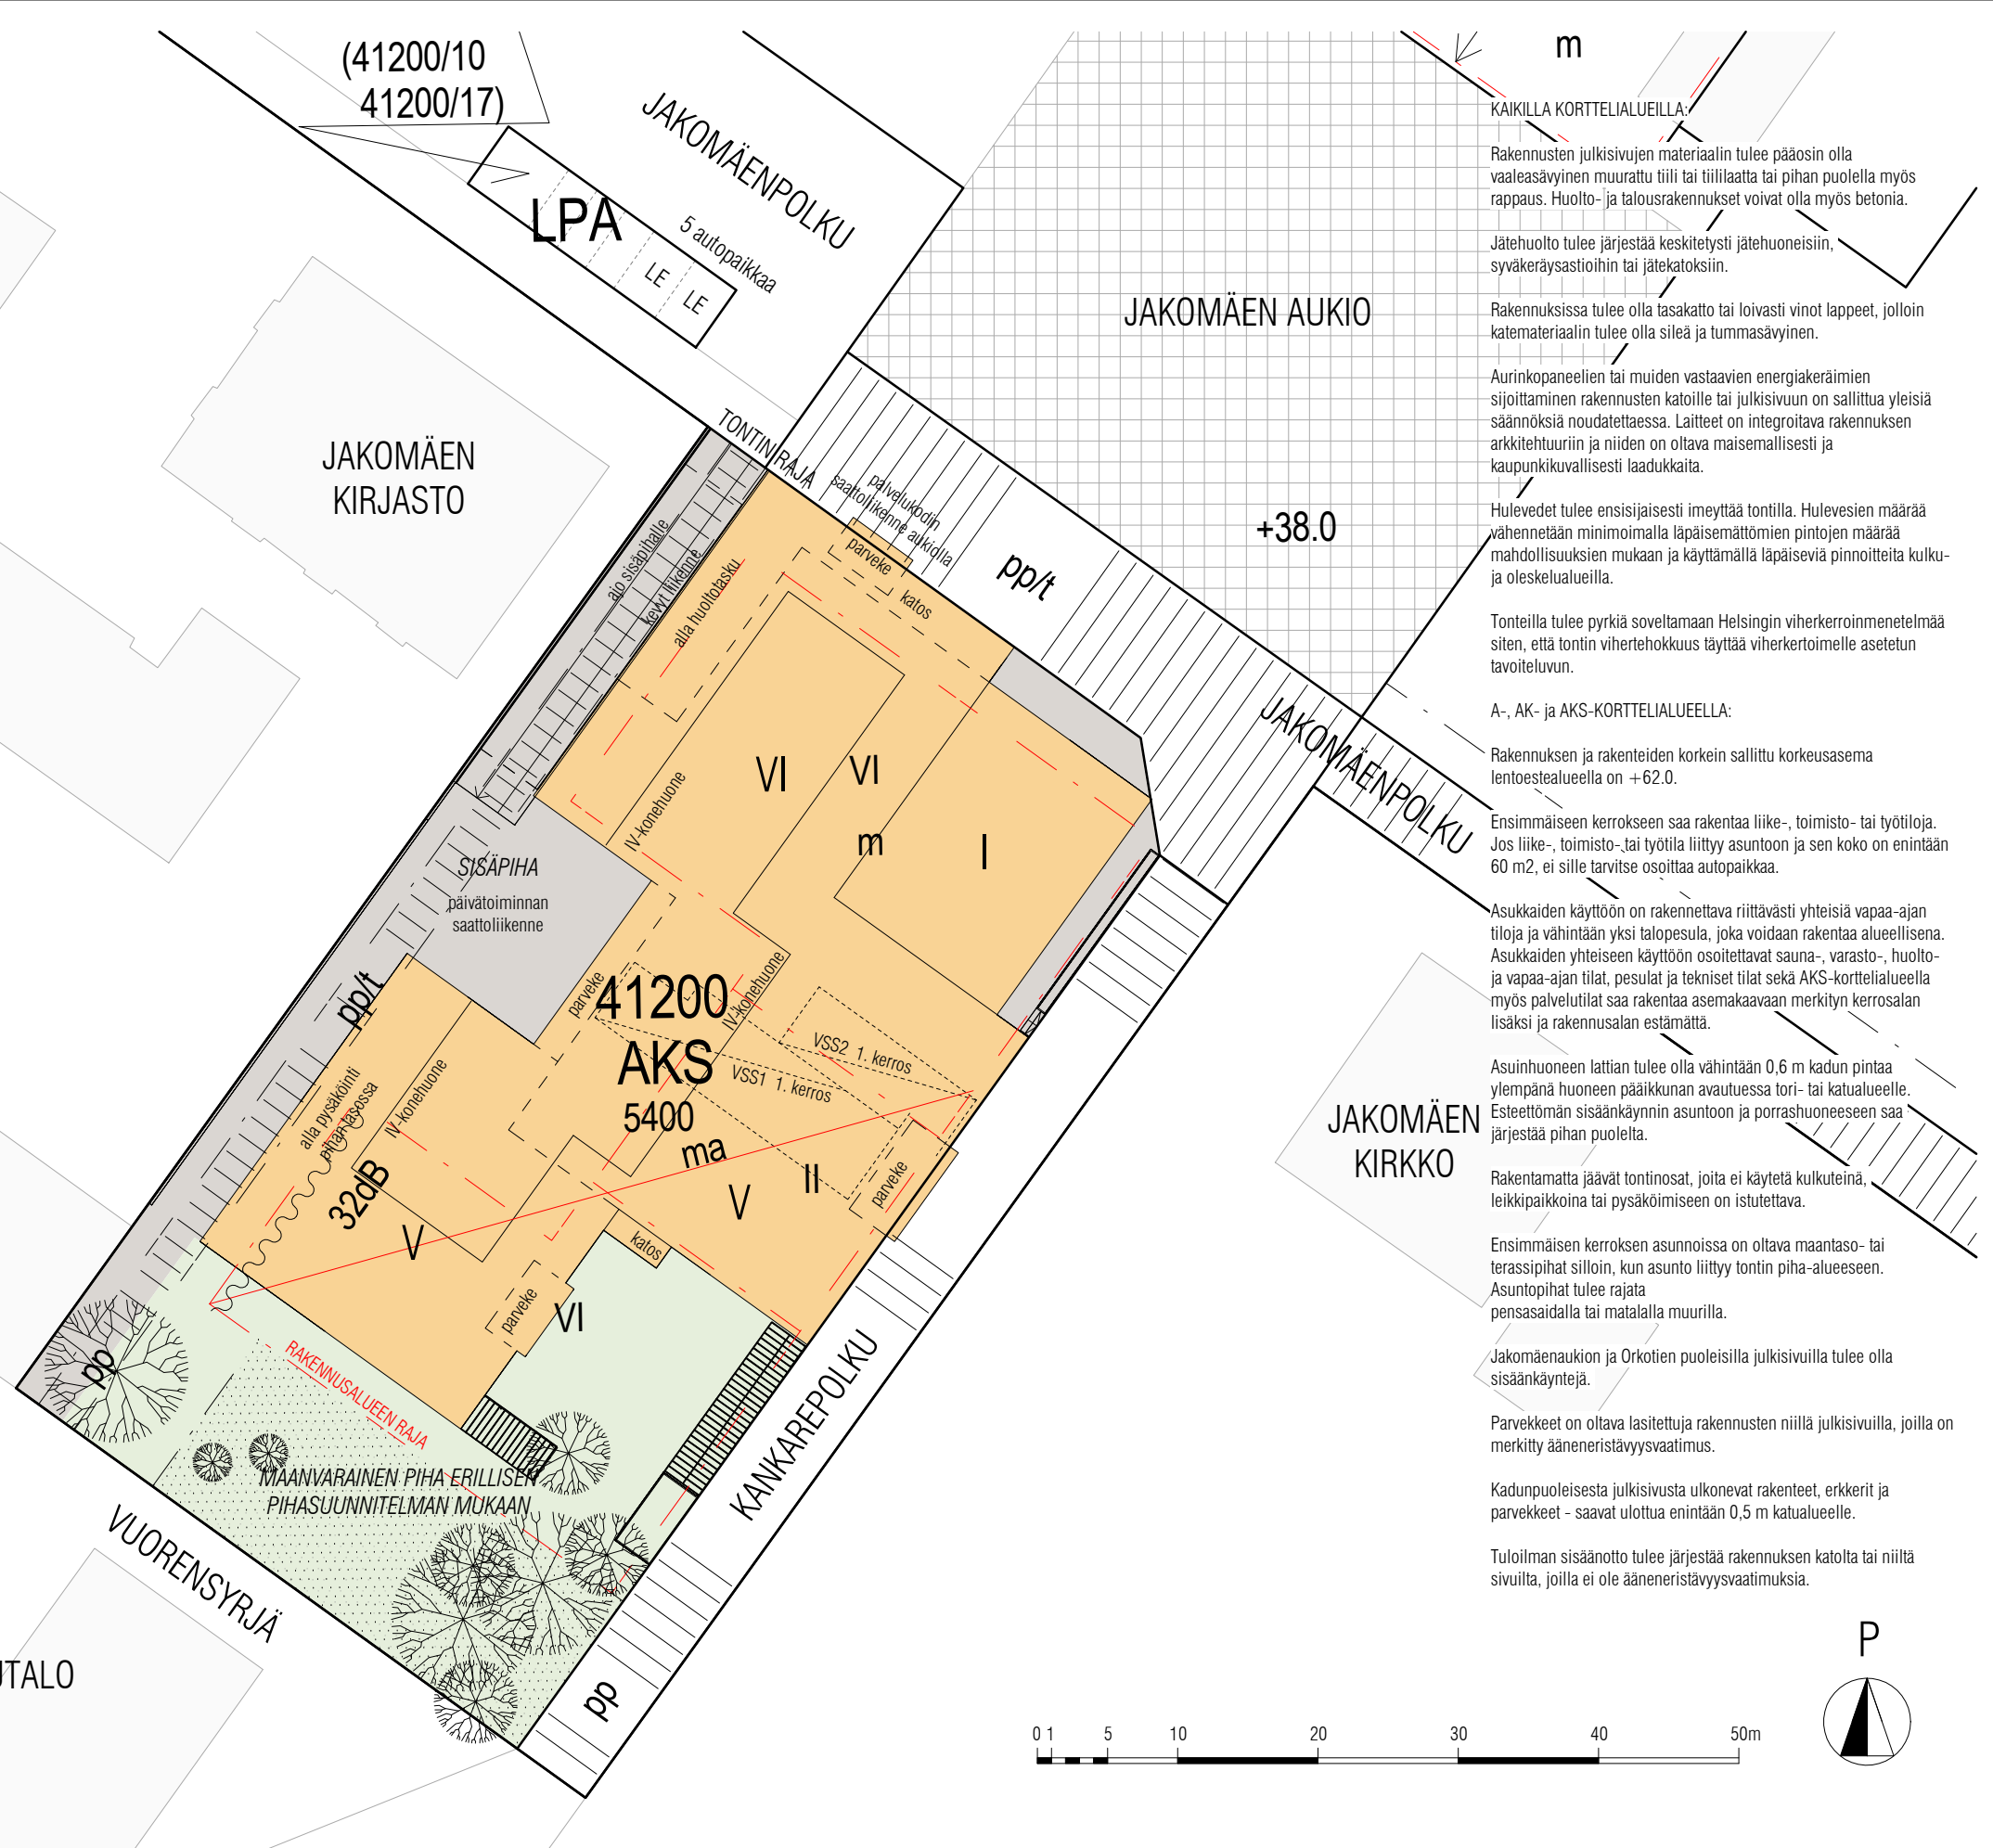 (41200/10
41200/17)
JAKOMÄENPOLKU
LPA
5 autopaikkaa
LE
LE
JAKOMÄEN AUKIO
+38.0
m
JAKOMÄEN
KIRJASTO
TONTIN RAJA
palvelukodin
saattoliikenne aukiolla
parveke
katos
pp/t
ajo sisäpihalle
kevyt liikenne
alla huoltotasku
IV-konehuone
VI
VI
m
I
JAKOMÄENPOLKU
SISÄPIHA
päivätoiminnan
saattoliikenne
pp/t
parveke
41200
AKS
5400
ma
IV-konehuone
VSS2 1. kerros
VSS1 1. kerros
II
V
parveke
alla pysäköinti
pihan tasossa
IV-konehuone
32dB
V
katos
parveke
VI
pp
RAKENNUSALUEEN RAJA
MAANVARAINEN PIHA ERILLISEN
PIHASUUNNITELMAN MUKAAN
VUORENSYRJÄ
KANKAREPOLKU
pp
JAKOMÄEN
KIRKKO
UTALO
KAIKILLA KORTTELIALUEILLA:
Rakennusten julkisivujen materiaalin tulee pääosin olla
vaaleasävyinen muurattu tiili tai tiililaatta tai pihan puolella myös
rappaus. Huolto- ja talousrakennukset voivat olla myös betonia.
Jätehuolto tulee järjestää keskitetysti jätehuoneisiin,
syväkeräysastioihin tai jätekatoksiin.
Rakennuksissa tulee olla tasakatto tai loivasti vinot lappeet, jolloin
katemateriaalin tulee olla sileä ja tummasävyinen.
Aurinkopaneelien tai muiden vastaavien energiakeräimien
sijoittaminen rakennusten katoille tai julkisivuun on sallittua yleisiä
säännöksiä noudatettaessa. Laitteet on integroitava rakennuksen
arkkitehtuuriin ja niiden on oltava maisemallisesti ja
kaupunkikuvallisesti laadukkaita.
Hulevedet tulee ensisijaisesti imeyttää tontilla. Hulevesien määrää
vähennetään minimoimalla läpäisemättömien pintojen määrää
mahdollisuuksien mukaan ja käyttämällä läpäiseviä pinnoitteita kulku-
ja oleskelualueilla.
Tonteilla tulee pyrkiä soveltamaan Helsingin viherkerroinmenetelmää
siten, että tontin vihertehokkuus täyttää viherkertoimelle asetetun
tavoiteluvun.
A-, AK- ja AKS-KORTTELIALUEELLA:
Rakennuksen ja rakenteiden korkein sallittu korkeusasema
lentoestealueella on +62.0.
Ensimmäiseen kerrokseen saa rakentaa liike-, toimisto- tai työtiloja.
Jos liike-, toimisto-,tai työtila liittyy asuntoon ja sen koko on enintään
60 m2, ei sille tarvitse osoittaa autopaikkaa.
Asukkaiden käyttöön on rakennettava riittävästi yhteisiä vapaa-ajan
tiloja ja vähintään yksi talopesula, joka voidaan rakentaa alueellisena.
Asukkaiden yhteiseen käyttöön osoitettavat sauna-, varasto-, huolto-
ja vapaa-ajan tilat, pesulat ja tekniset tilat sekä AKS-korttelialueella
myös palvelutilat saa rakentaa asemakaavaan merkityn kerrosalan
lisäksi ja rakennusalan estämättä.
Asuinhuoneen lattian tulee olla vähintään 0,6 m kadun pintaa
ylempänä huoneen pääikkunan avautuessa tori- tai katualueelle.
Esteettömän sisäänkäynnin asuntoon ja porrashuoneeseen saa
järjestää pihan puolelta.
Rakentamatta jäävät tontinosat, joita ei käytetä kulkuteinä,
leikkipaikkoina tai pysäköimiseen on istutettava.
Ensimmäisen kerroksen asunnoissa on oltava maantaso- tai
terassipihat silloin, kun asunto liittyy tontin piha-alueeseen.
Asuntopihat tulee rajata
pensasaidalla tai matalalla muurilla.
Jakomäenaukion ja Orkotien puoleisilla julkisivuilla tulee olla
sisäänkäyntejä.
Parvekkeet on oltava lasitettuja rakennusten niillä julkisivuilla, joilla on
merkitty ääneneristävyysvaatimus.
Kadunpuoleisesta julkisivusta ulkonevat rakenteet, erkkerit ja
parvekkeet - saavat ulottua enintään 0,5 m katualueelle.
Tuloilman sisäänotto tulee järjestää rakennuksen katolta tai niiltä
sivuilta, joilla ei ole ääneneristävyysvaatimuksia.
P
0 1 5 10 20 30 40 50m